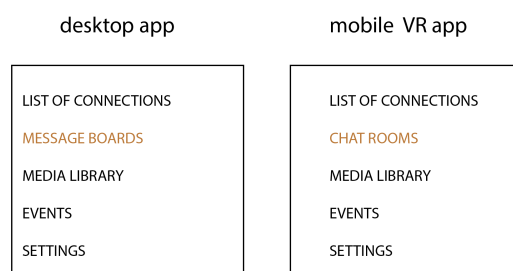 desktop app
LIST OF CONNECTIONS
MESSAGE BOARDS
MEDIA LIBRARY
EVENTS
SETTINGS
mobile VR app
LIST OF CONNECTIONS
CHAT ROOMS
MEDIA LIBRARY
EVENTS
SETTINGS